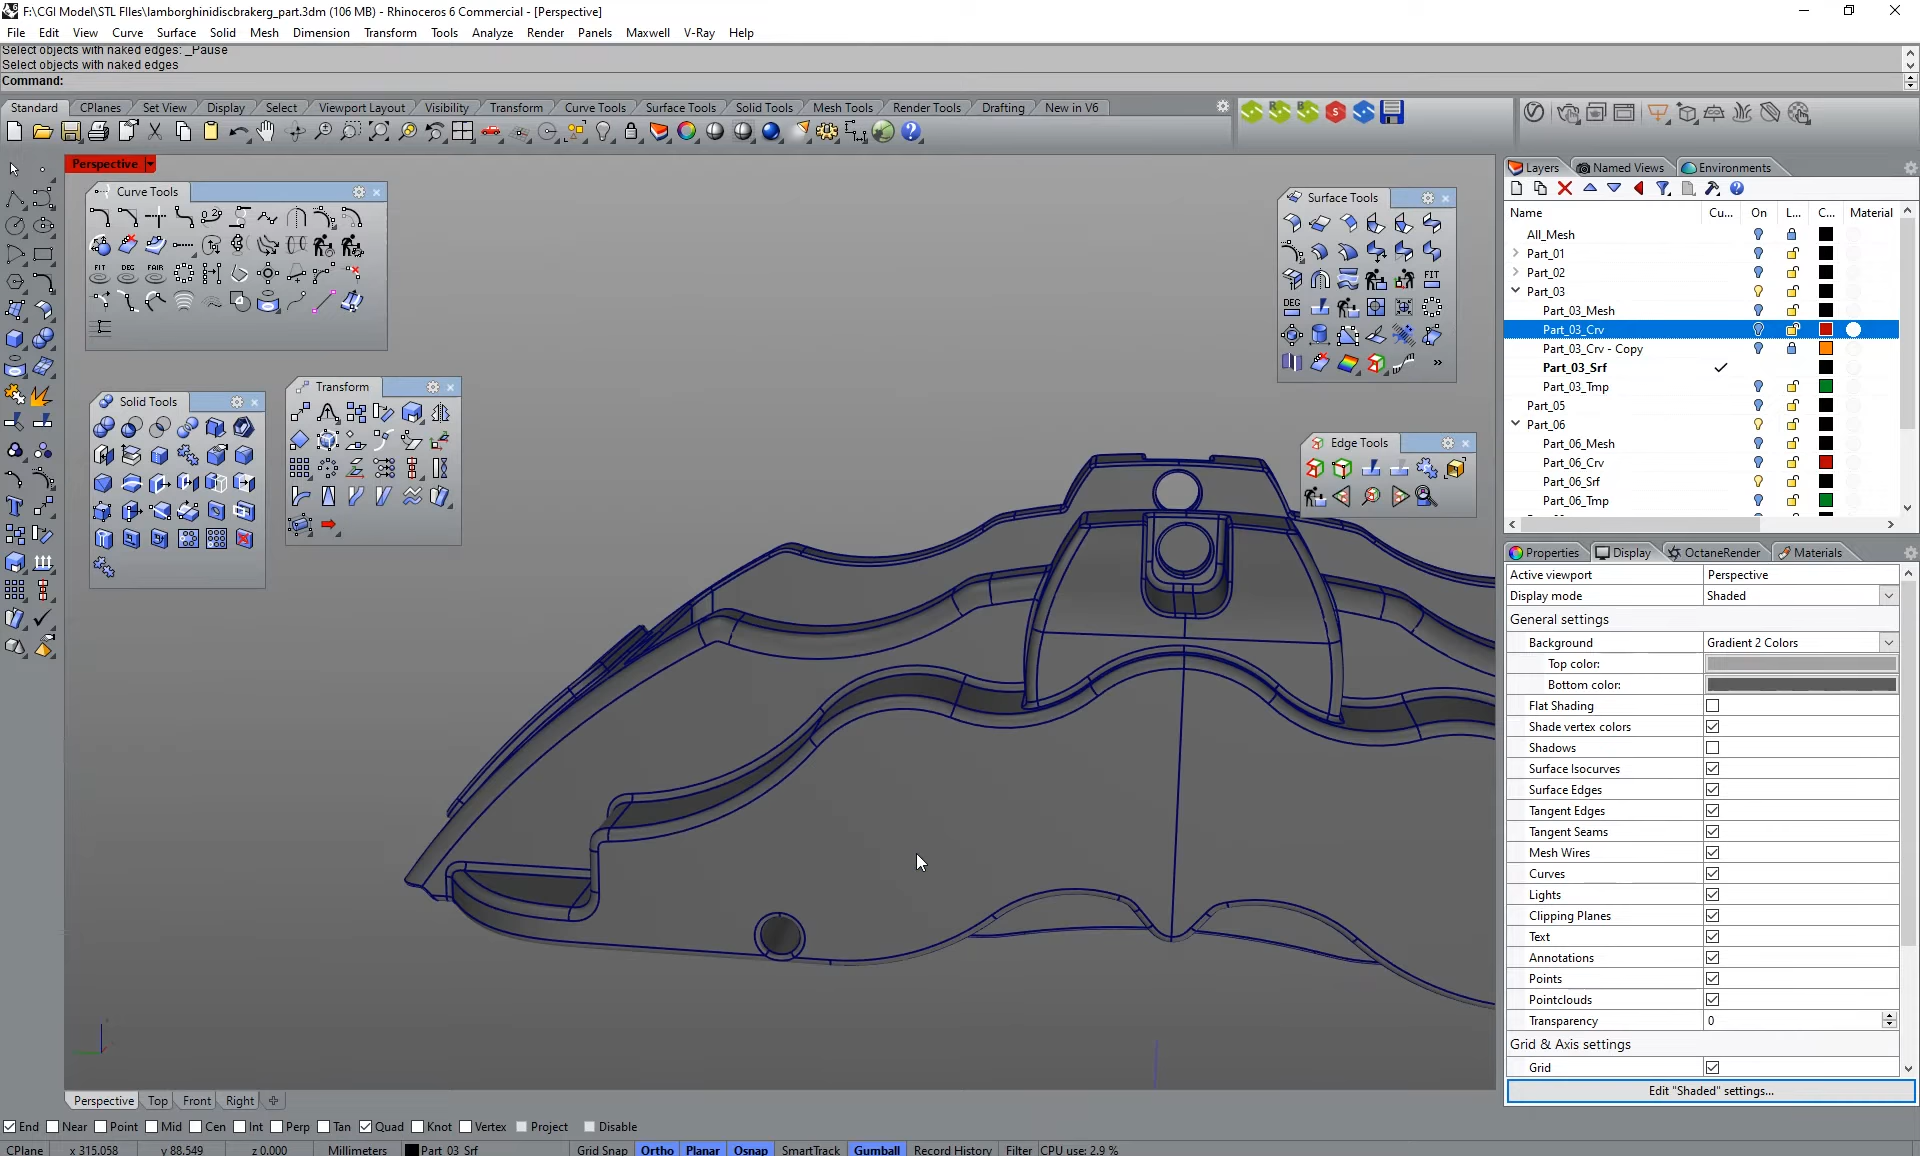 F:\CGI Model\STL FIles\lamborghinidiscbrakerg_part.3dm (106 MB) - Rhinoceros 6 Commercial - [Perspective]
File Edit View Curve Surface Solid Mesh Dimension Transform Tools Analyze Render Panels Maxwell V-Ray Help
Select objects with naked edges: _Pause
Select objects with naked edges
Command:
Standard CPlanes Set View Display Select Viewport Layout Visibility Transform Curve Tools Surface Tools Solid Tools Mesh Tools Render Tools Drafting New in V6
Perspective
Curve Tools
FIT DEG FAIR
Solid Tools
Transform
Surface Tools
FIT
DEG
Edge Tools
Layers Named Views Environments
Name Cu... On L... C... Material
All_Mesh
Part_01
Part_02
Part_03
Part_03_Mesh
Part_03_Crv
Part_03_Crv - Copy
Part_03_Srf
Part_03_Tmp
Part_05
Part_06
Part_06_Mesh
Part_06_Crv
Part_06_Srf
Part_06_Tmp
Properties Display OctaneRender Materials
Active viewport Perspective
Display mode Shaded
General settings
Background Gradient 2 Colors
Top color:
Bottom color:
Flat Shading
Shade vertex colors
Shadows
Surface Isocurves
Surface Edges
Tangent Edges
Tangent Seams
Mesh Wires
Curves
Lights
Clipping Planes
Text
Annotations
Points
Pointclouds
Transparency 0
Grid & Axis settings
Grid
Edit "Shaded" settings...
Perspective Top Front Right
End Near Point Mid Cen Int Perp Tan Quad Knot Vertex Project Disable
CPlane x 315.058 y 88.549 z 0.000 Millimeters Part_03_Srf Grid Snap Ortho Planar Osnap SmartTrack Gumball Record History Filter CPU use: 2.9 %